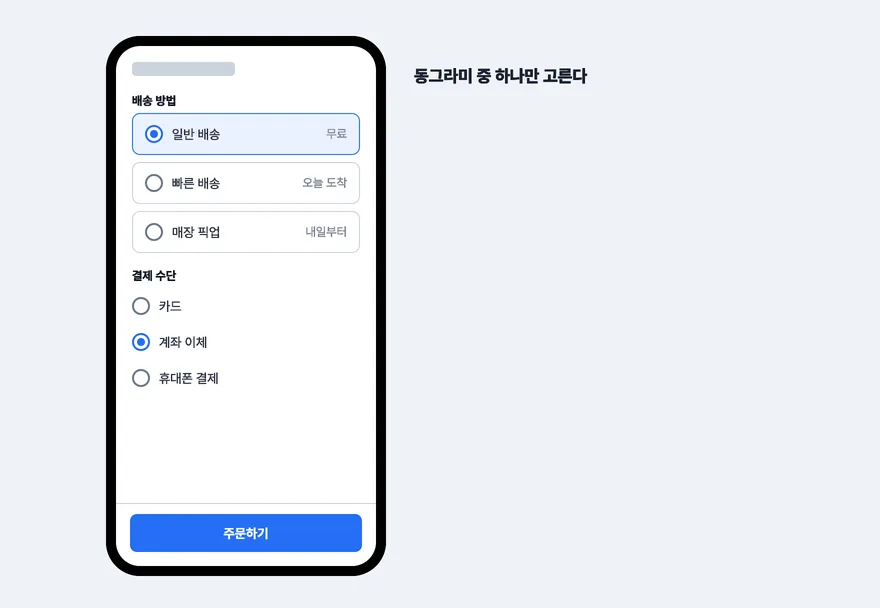 배송 방법
일반 배송 무료
빠른 배송 오늘 도착
매장 픽업 내일부터
결제 수단
카드
계좌 이체
휴대폰 결제
주문하기
동그라미 중 하나만 고른다